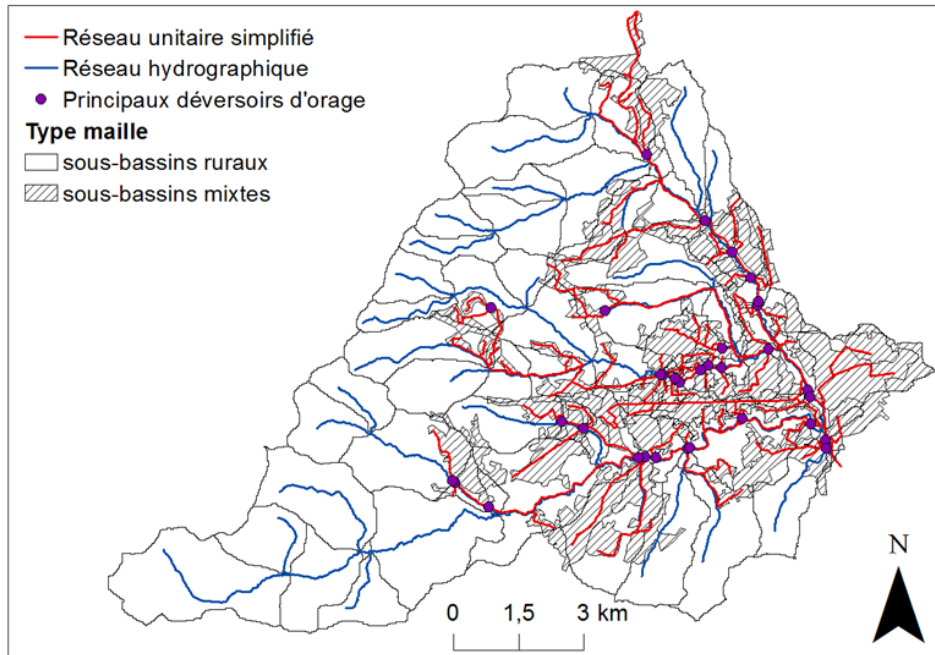 Réseau unitaire simplifié
Réseau hydrographique
Principaux déversoirs d'orage
Type maille
sous-bassins ruraux
sous-bassins mixtes
N
0 1,5 3 km